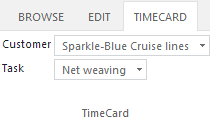 BROWSE EDIT TIMECARD
Customer Sparkle-Blue Cruise lines
Task Net weaving
TimeCard